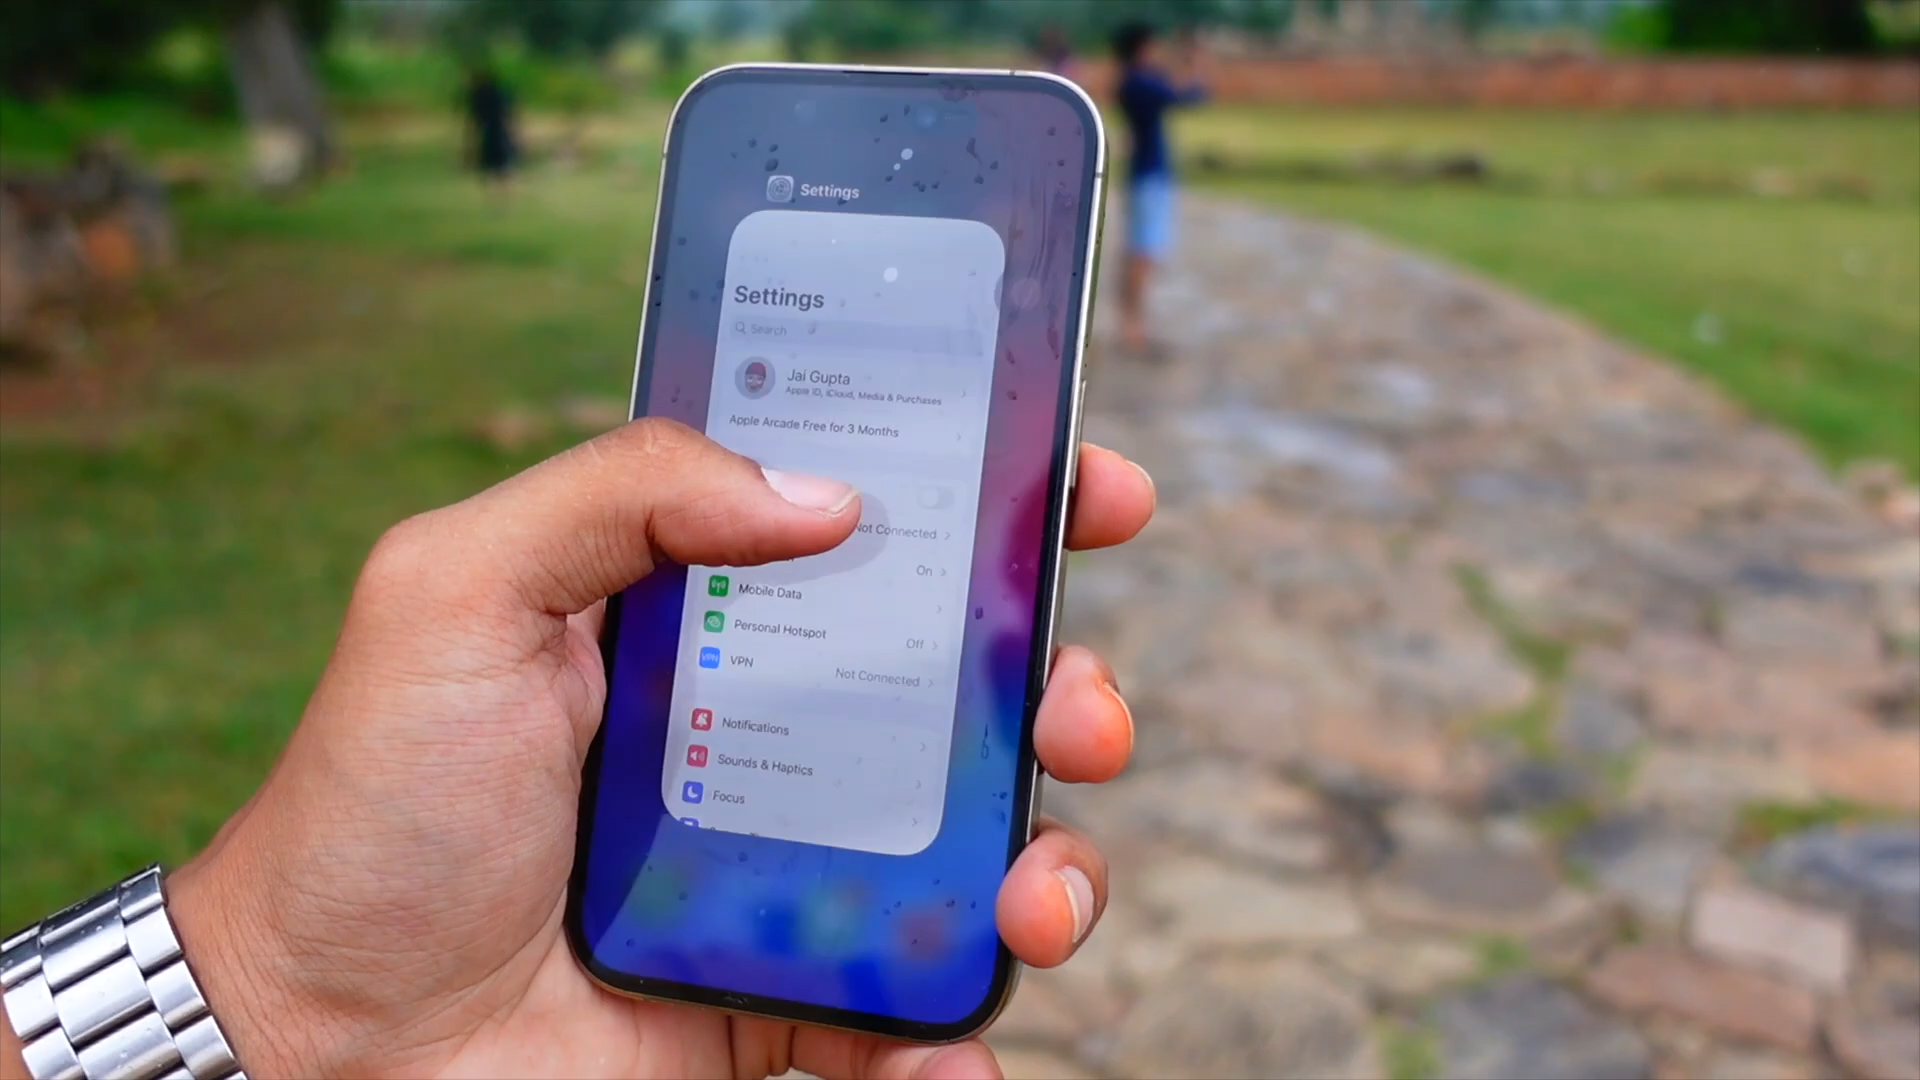 Settings
Settings
Search
Jai Gupta
Apple ID, iCloud, Media & Purchases
Apple Arcade Free for 3 Months
Not Connected
On
Mobile Data
Personal Hotspot Off
VPN Not Connected
Notifications
Sounds & Haptics
Focus